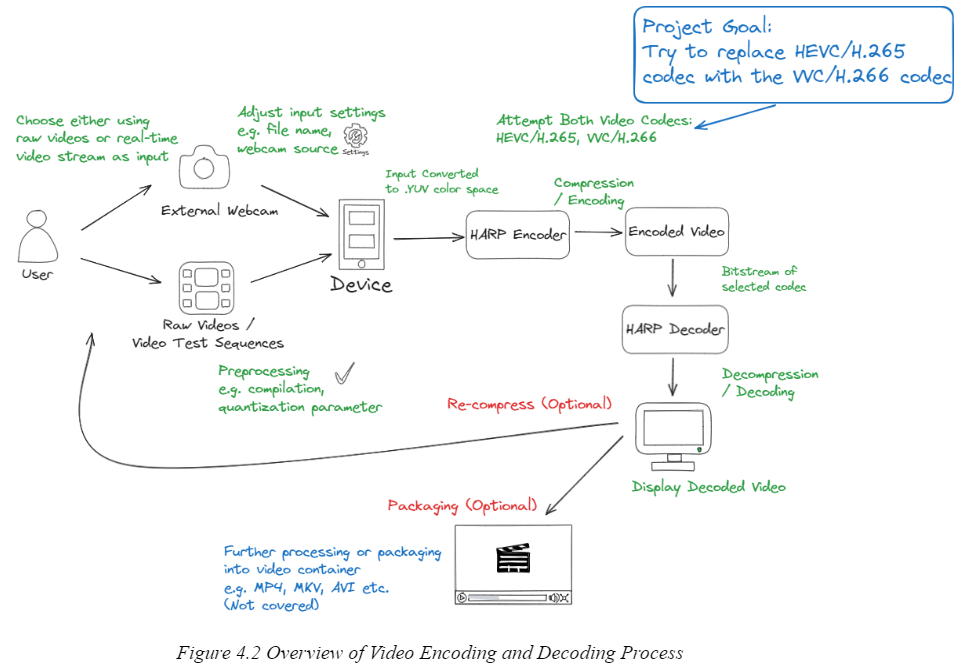 Project Goal:
Try to replace HEVC/H.265
codec with the VVC/H.266 codec
Choose either using
raw videos or real-time
video stream as input
Adjust input settings
e.g. file name,
webcam source
Settings
Attempt Both Video Codecs:
HEVC/H.265, VVC/H.266
Input Converted
to .YUV color space
Compression
/ Encoding
External Webcam
User
Device
HARP Encoder
Encoded Video
Bitstream of
selected codec
HARP Decoder
Raw Videos /
Video Test Sequences
Preprocessing
e.g. compilation,
quantization parameter
Decompression
/ Decoding
Re-compress (Optional)
Display Decoded Video
Packaging (Optional)
Further processing or packaging
into video container
e.g. MP4, MKV, AVI etc.
(Not covered)
Figure 4.2 Overview of Video Encoding and Decoding Process